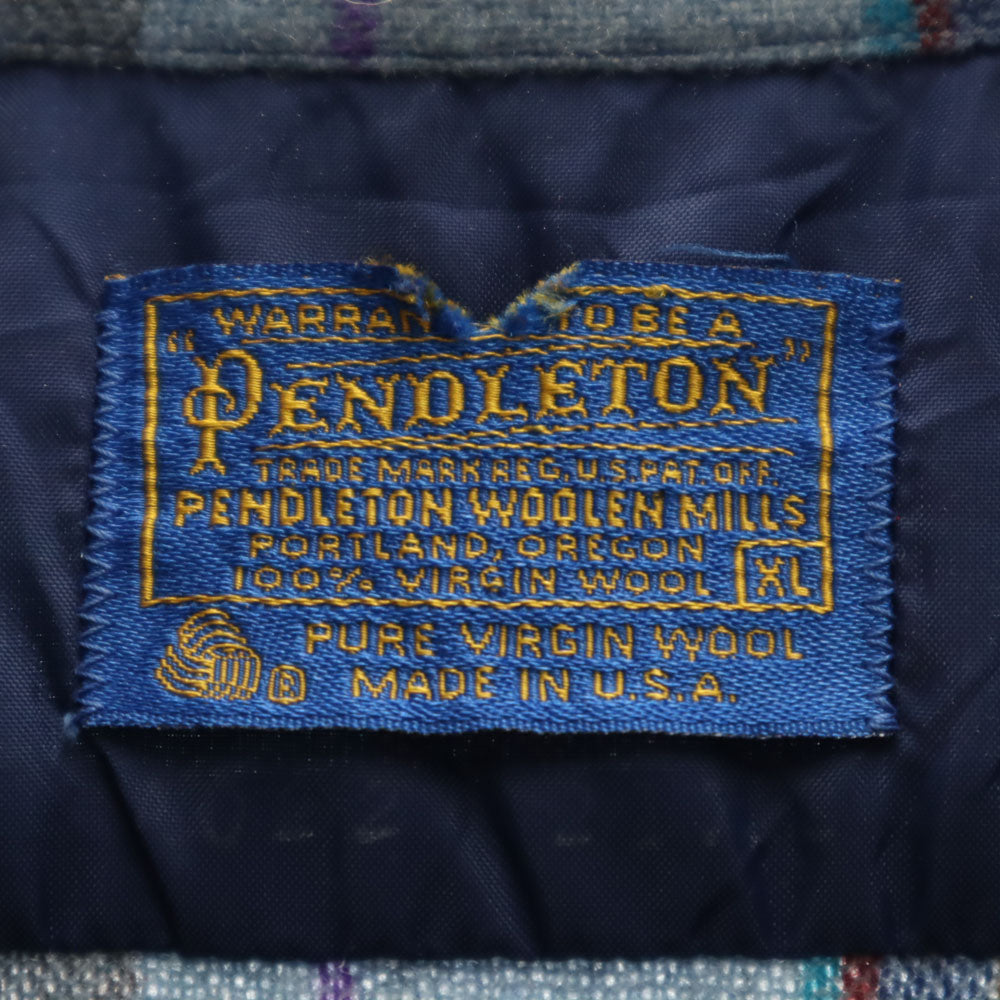 WARRAN TO BE A
"PENDLETON"
TRADE MARK REG. U.S. PAT. OFF.
PENDLETON WOOLEN MILLS
PORTLAND, OREGON
100% VIRGIN WOOL XL
PURE VIRGIN WOOL
R MADE IN U.S.A.